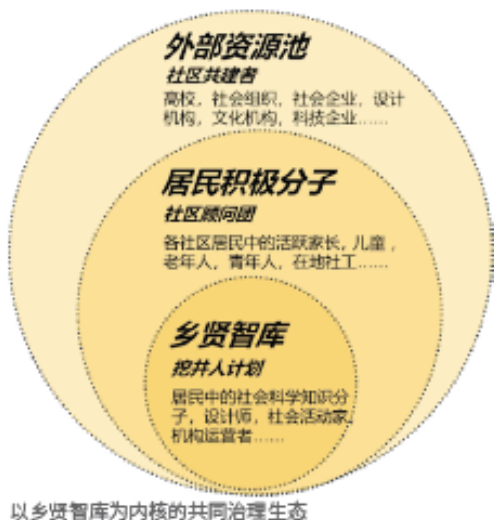 外部资源池
社区共建者
高校，社会组织，社会企业，设计
机构，文化机构，科技企业……
居民积极分子
社区顾问团
各社区居民中的活跃家长，儿童，
老年人，青年人，在地社工……
乡贤智库
挖井人计划
居民中的社会科学知识分
子，设计师，社会活动家，
机构运营者……
以乡贤智库为内核的共同治理生态